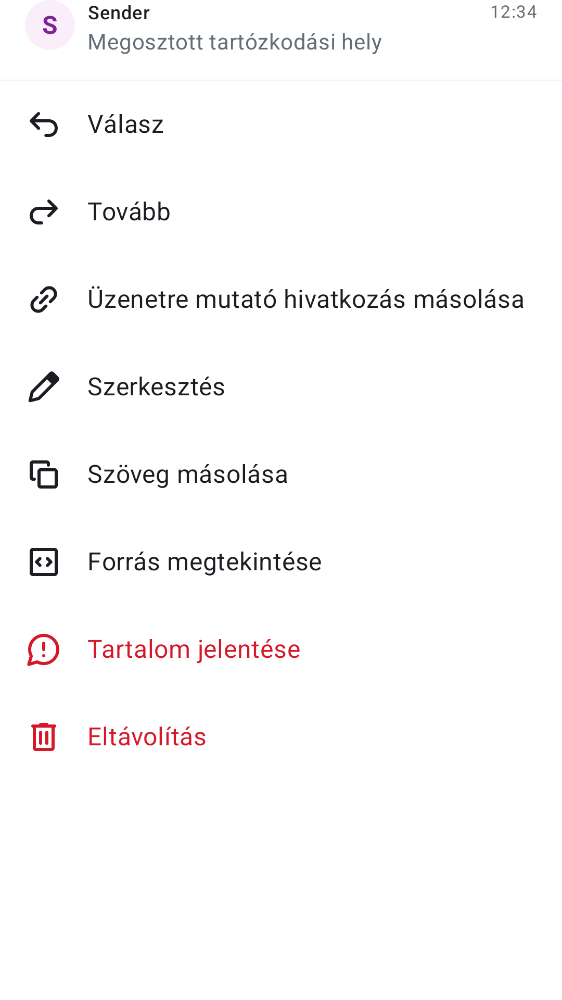 S
Sender
12:34
Megosztott tartózkodási hely
Válasz
Tovább
Üzenetre mutató hivatkozás másolása
Szerkesztés
Szöveg másolása
Forrás megtekintése
Tartalom jelentése
Eltávolítás